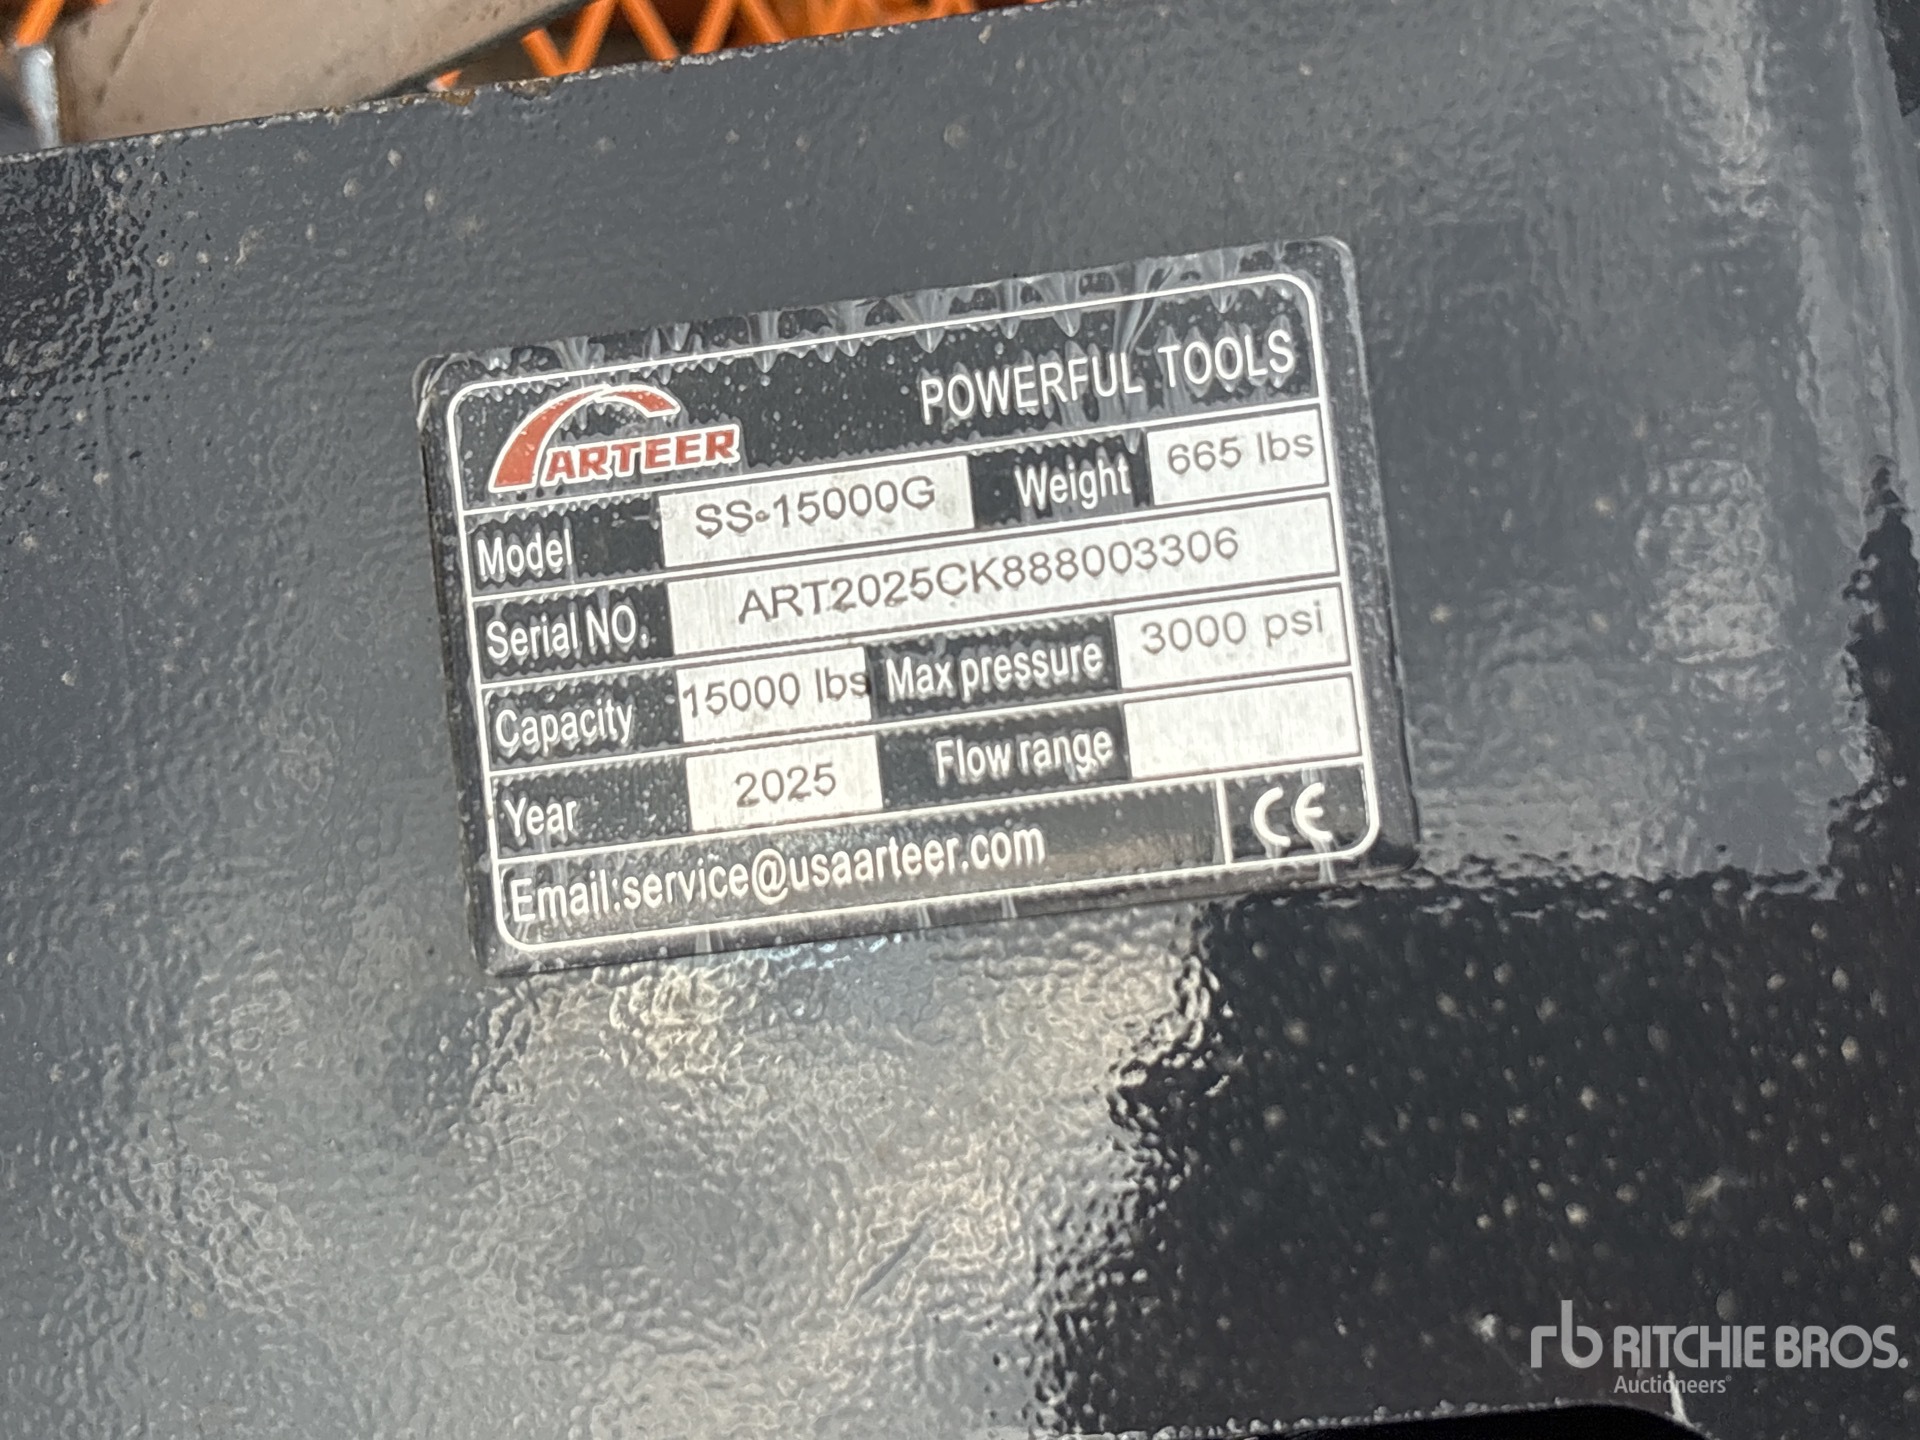 ARTEER POWERFUL TOOLS
Model SS-15000G Weight 665 lbs
Serial NO. ART2025CK888003306
Capacity 15000 lbs Max pressure 3000 psi
Year 2025 Flow range
Email:service@usaarteer.com CE
rb RITCHIE BROS.
Auctioneers